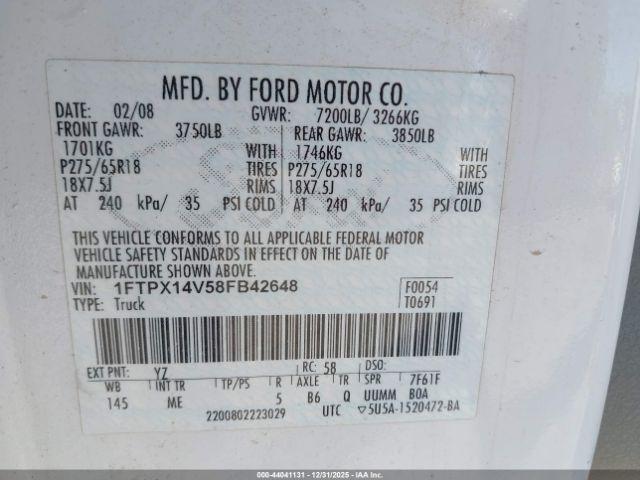 MFD. BY FORD MOTOR CO.
DATE: 02/08 GVWR: 7200LB/ 3266KG
FRONT GAWR: 3750LB REAR GAWR: 3850LB
1701KG WITH 1746KG WITH
P275/65R18 TIRES P275/65R18 TIRES
18X7.5J RIMS 18X7.5J RIMS
AT 240 kPa/ 35 PSI COLD AT 240 kPa/ 35 PSI COLD
THIS VEHICLE CONFORMS TO ALL APPLICABLE FEDERAL MOTOR
VEHICLE SAFETY STANDARDS IN EFFECT ON THE DATE OF
MANUFACTURE SHOWN ABOVE.
VIN: 1FTPX14V58FB42648 F0054
TYPE: Truck T0691
EXT PNT: YZ RC: 58 DSO:
WB INT TR TP/PS R AXLE TR SPR 7F61F
145 ME 5 B6 Q UUMM BOA
2200802223029 UTC ▽5U5A-1520472-BA
000-44041131 - 12/31/2025 - IAAI.COM